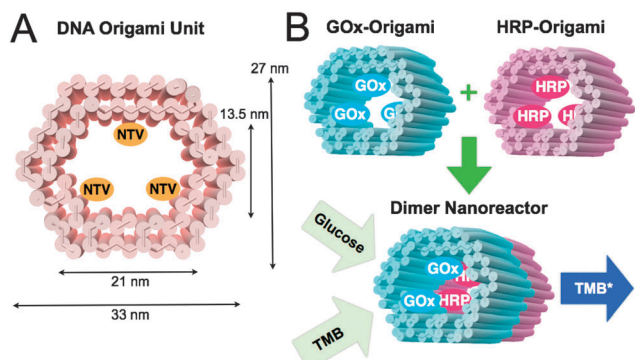 A
DNA Origami Unit
27 nm
13.5 nm
NTV
NTV
NTV
21 nm
33 nm
B
GOx-Origami
HRP-Origami
GOx
GOx
+
HRP
HRP
Dimer Nanoreactor
Glucose
TMB
GOx
GOx
HRP
TMB*